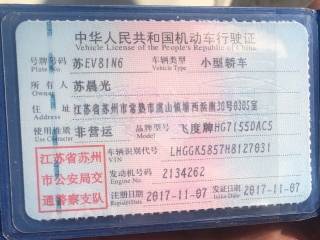 中华人民共和国机动车行驶证
Vehicle License of the People's Republic of China
号牌号码 苏EV81N6 车辆类型 小型轿车
Plate No. Vehicle Type
所有人 苏晨光
Owner
住址 江苏省苏州市常熟市虞山镇塘西浜南30号0305室
Address
使用性质 非营运 品牌型号 飞度牌HG7155DAC5
Use Character Model
江苏省苏州
市公安局交
通警察支队
车辆识别代号 LHGGK5857H8127031
VIN
发动机号码 2134262
Engine No.
注册日期 2017-11-07 发证日期 2017-11-07
Register Date Issue Date